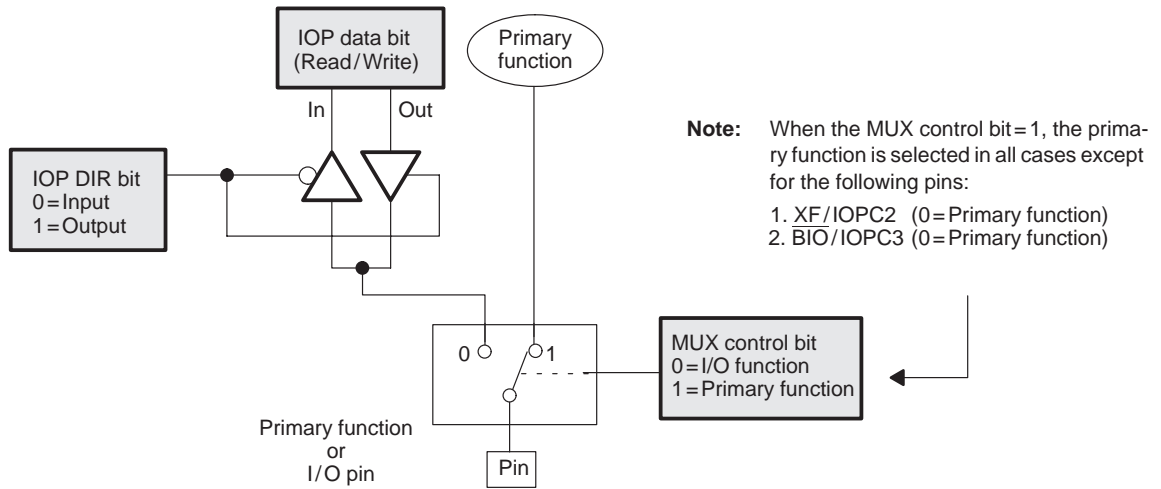 IOP data bit
(Read/Write)
Primary
function
In
Out
Note: When the MUX control bit=1, the prima-
ry function is selected in all cases except
for the following pins:
1. XF/IOPC2 (0=Primary function)
2. B̅I̅O̅/IOPC3 (0=Primary function)
IOP DIR bit
0=Input
1=Output
0
1
MUX control bit
0=I/O function
1=Primary function
Primary function
or
I/O pin
Pin